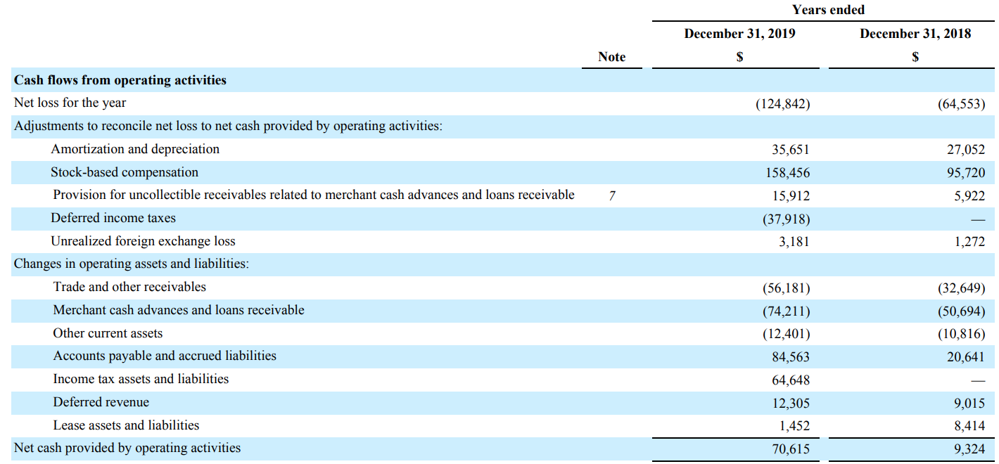 Years ended
December 31, 2019 December 31, 2018
Note $ $
Cash flows from operating activities
Net loss for the year (124,842) (64,553)
Adjustments to reconcile net loss to net cash provided by operating activities:
Amortization and depreciation 35,651 27,052
Stock-based compensation 158,456 95,720
Provision for uncollectible receivables related to merchant cash advances and loans receivable 7 15,912 5,922
Deferred income taxes (37,918) —
Unrealized foreign exchange loss 3,181 1,272
Changes in operating assets and liabilities:
Trade and other receivables (56,181) (32,649)
Merchant cash advances and loans receivable (74,211) (50,694)
Other current assets (12,401) (10,816)
Accounts payable and accrued liabilities 84,563 20,641
Income tax assets and liabilities 64,648 —
Deferred revenue 12,305 9,015
Lease assets and liabilities 1,452 8,414
Net cash provided by operating activities 70,615 9,324